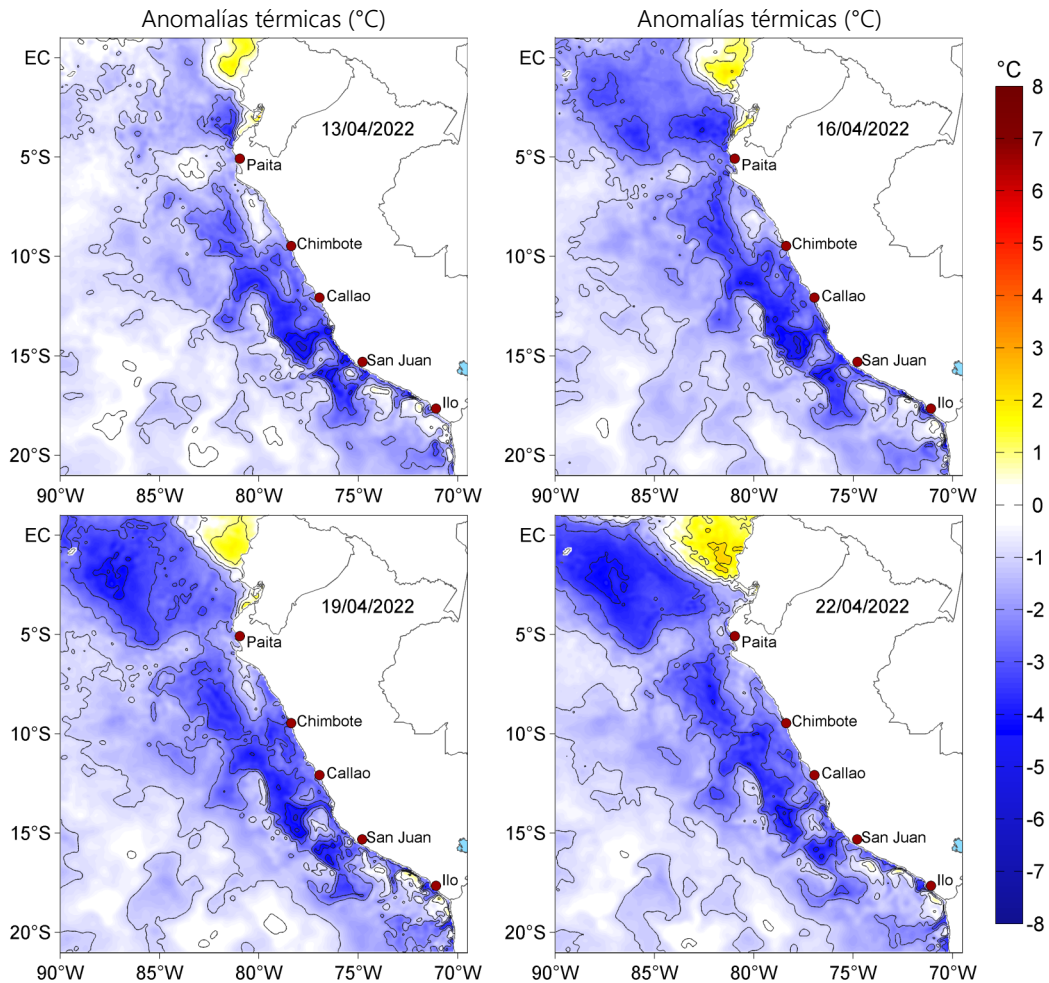 Anomalías térmicas (°C)
Anomalías térmicas (°C)
EC
5°S
10°S
15°S
20°S
90°W
85°W
80°W
75°W
70°W
13/04/2022
Paita
Chimbote
Callao
San Juan
Ilo
EC
5°S
10°S
15°S
20°S
90°W
85°W
80°W
75°W
70°W
16/04/2022
Paita
Chimbote
Callao
San Juan
Ilo
°C
8
7
6
5
4
3
2
1
0
-1
-2
-3
-4
-5
-6
-7
-8
EC
5°S
10°S
15°S
20°S
90°W
85°W
80°W
75°W
70°W
19/04/2022
Paita
Chimbote
Callao
San Juan
Ilo
EC
5°S
10°S
15°S
20°S
90°W
85°W
80°W
75°W
70°W
22/04/2022
Paita
Chimbote
Callao
San Juan
Ilo